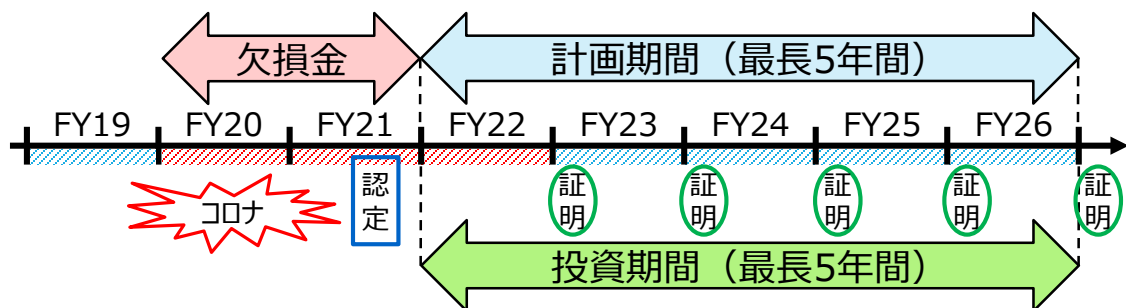 欠損金
計画期間（最長5年間）
FY19
FY20
FY21
FY22
FY23
FY24
FY25
FY26
コロナ
認定
証明
証明
証明
証明
証明
投資期間（最長5年間）